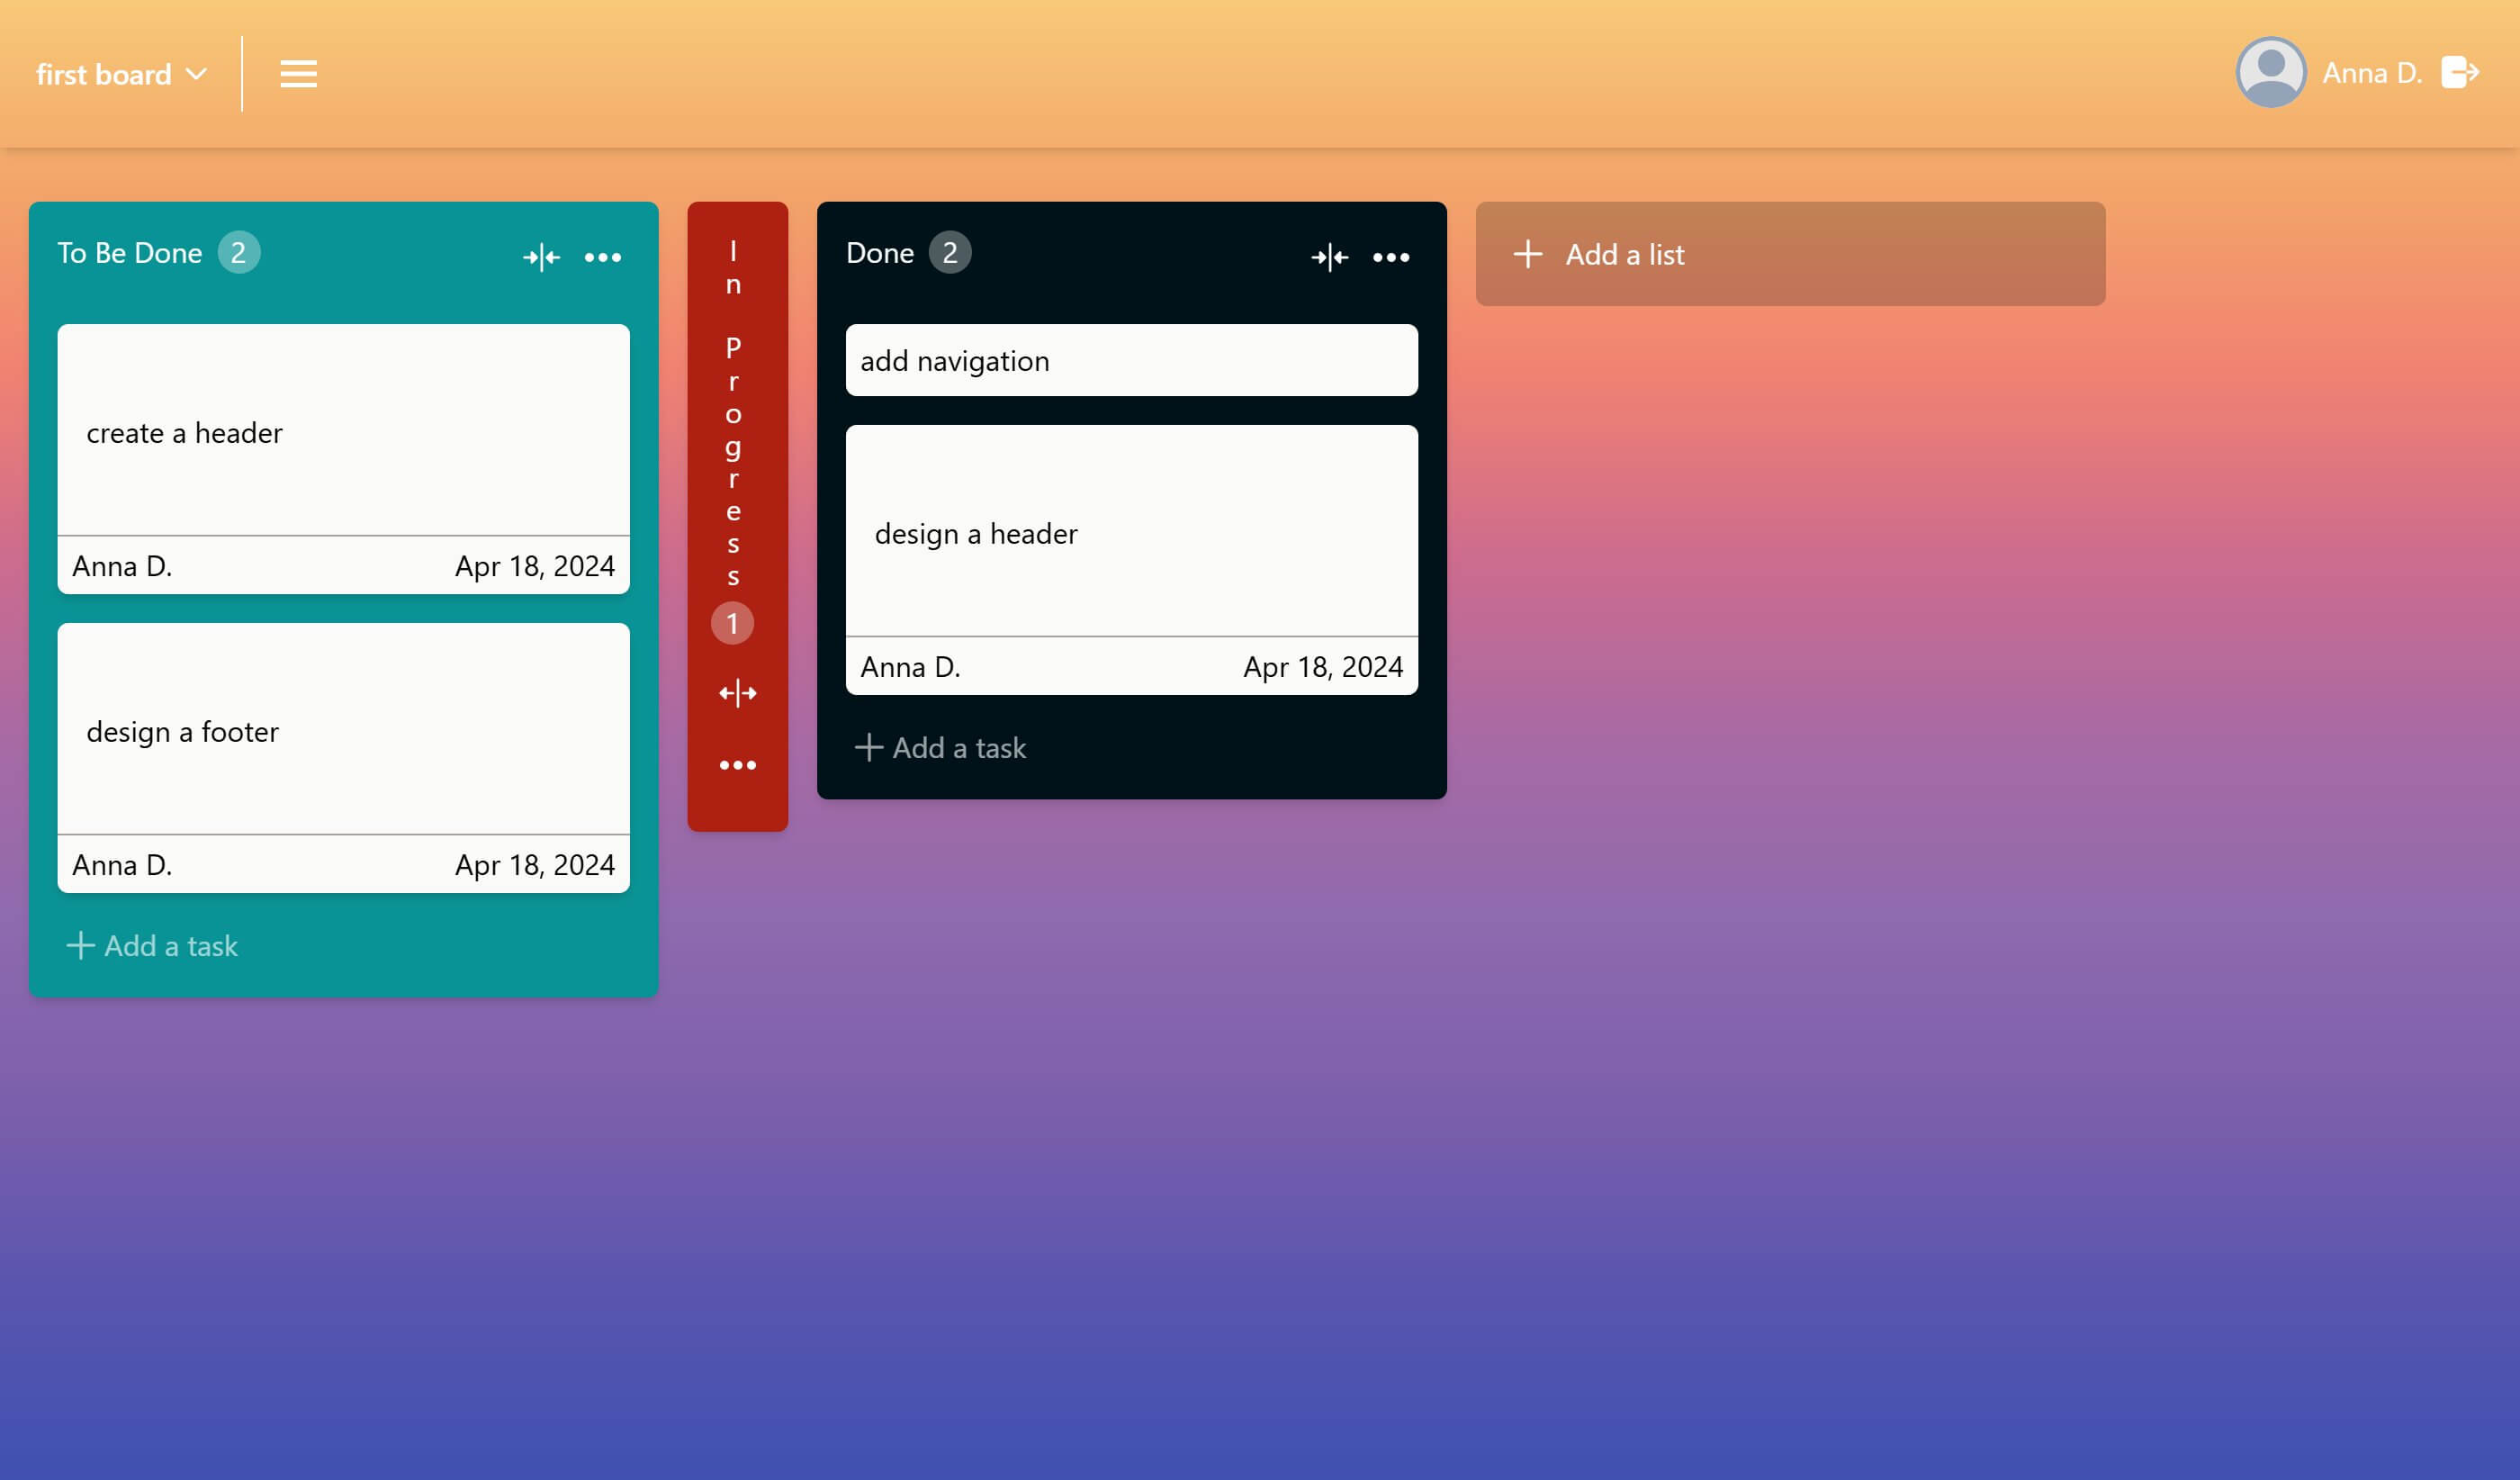 first board
Anna D.
To Be Done 2
create a header
Anna D. Apr 18, 2024
design a footer
Anna D. Apr 18, 2024
Add a task
In Progress
1
Done 2
add navigation
design a header
Anna D. Apr 18, 2024
Add a task
Add a list